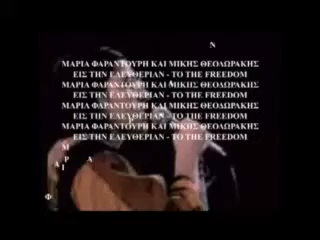 Ν
ΜΑΡΙΑ ΦΑΡΑΝΤΟΥΡΗ ΚΑΙ ΜΙΚΗΣ ΘΕΟΔΩΡΑΚΗΣ
ΕΙΣ ΤΗΝ ΕΛΕΥΘΕΡΙΑΝ - TO THE FREEDOM
ΜΑΡΙΑ ΦΑΡΑΝΤΟΥΡΗ ΚΑΙ ΜΙΚΗΣ ΘΕΟΔΩΡΑΚΗΣ
ΕΙΣ ΤΗΝ ΕΛΕΥΘΕΡΙΑΝ - TO THE FREEDOM
ΜΑΡΙΑ ΦΑΡΑΝΤΟΥΡΗ ΚΑΙ ΜΙΚΗΣ ΘΕΟΔΩΡΑΚΗΣ
ΕΙΣ ΤΗΝ ΕΛΕΥΘΕΡΙΑΝ - TO THE FREEDOM
ΜΑΡΙΑ ΦΑΡΑΝΤΟΥΡΗ ΚΑΙ ΜΙΚΗΣ ΘΕΟΔΩΡΑΚΗΣ
ΕΙΣ ΤΗΝ ΕΛΕΥΘΕΡΙΑΝ - TO THE FREEDOM
Μ
Ρ Α
Α Ι
Φ